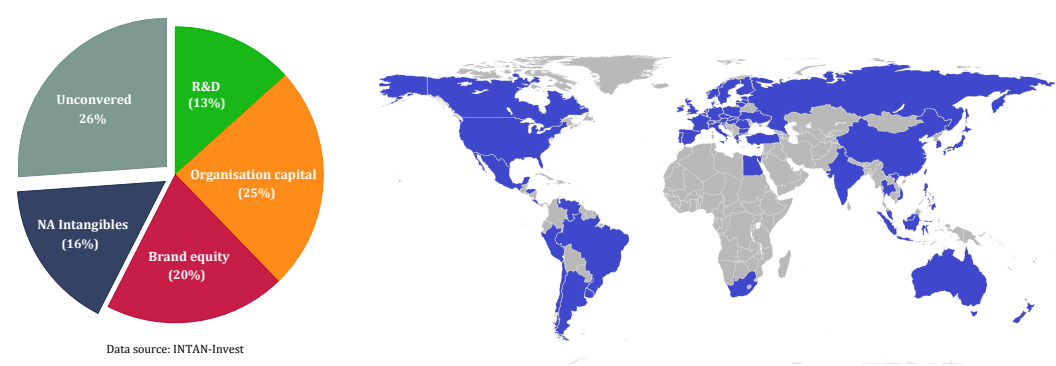 R&D
(13%)
Unconvered
26%
Organisation capital
(25%)
NA Intangibles
(16%)
Brand equity
(20%)
Data source: INTAN-Invest